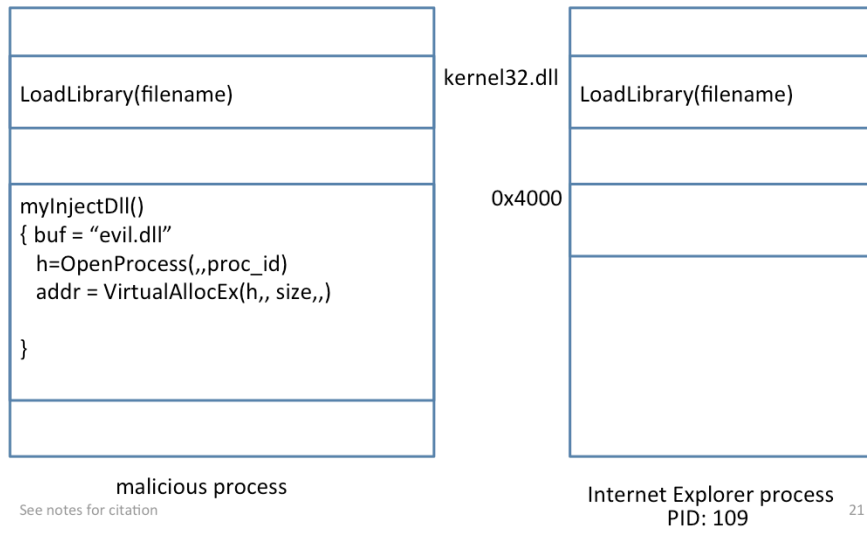 LoadLibrary(filename)
kernel32.dll
LoadLibrary(filename)
myInjectDll()
{ buf = “evil.dll”
h=OpenProcess(,,proc_id)
addr = VirtualAllocEx(h,, size,,)
}
0x4000
malicious process
Internet Explorer process
PID: 109
See notes for citation
21